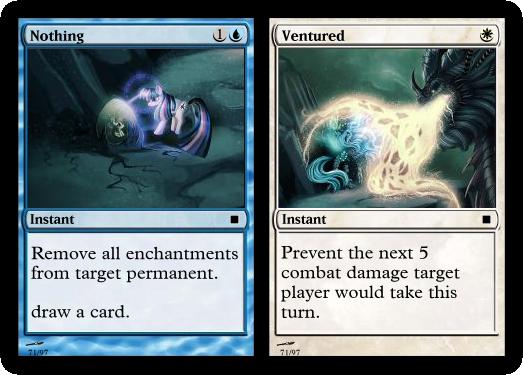 Nothing 1
Instant
Remove all enchantments
from target permanent.
draw a card.
71/97
Ventured
Instant
Prevent the next 5
combat damage target
player would take this
turn.
71/97